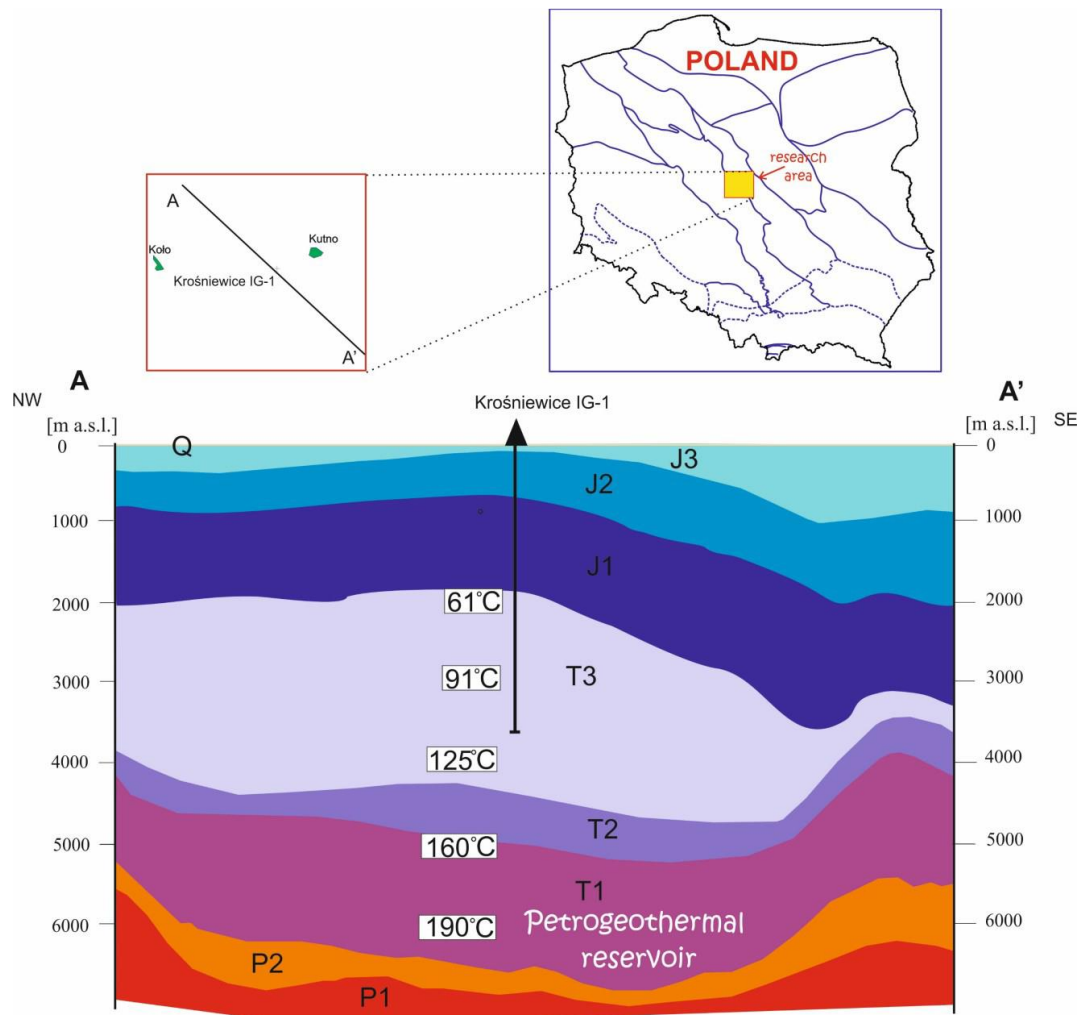 POLAND
research
area
A
Koło
Kutno
Krośniewice IG-1
A'
A
NW
[m a.s.l.]
Krośniewice IG-1
A'
SE
[m a.s.l.]
0
Q
J3
0
J2
1000
1000
J1
2000
61°C
2000
3000
91°C
T3
3000
4000
125°C
4000
T2
5000
160°C
5000
T1
6000
190°C
Petrogeothermal
reservoir
6000
P2
P1